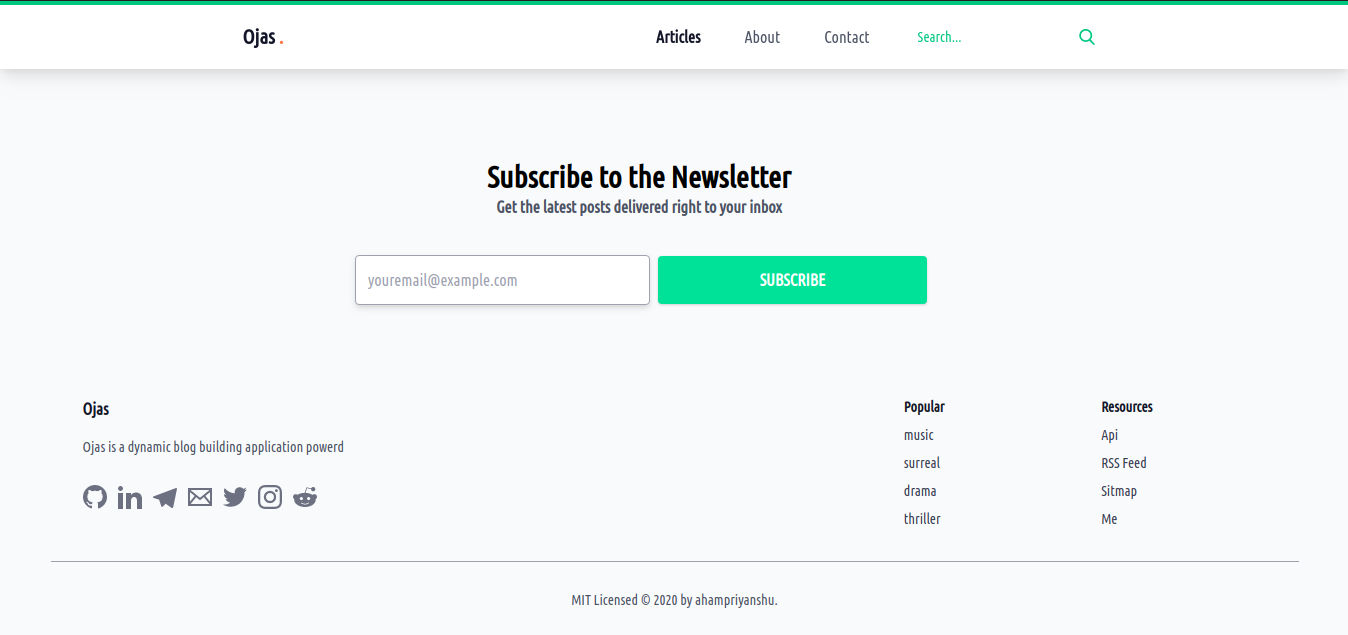 Ojas .
Articles About Contact Search...
Subscribe to the Newsletter
Get the latest posts delivered right to your inbox
youremail@example.com SUBSCRIBE
Ojas
Ojas is a dynamic blog building application powerd
Popular
music
surreal
drama
thriller
Resources
Api
RSS Feed
Sitmap
Me
MIT Licensed © 2020 by ahampriyanshu.